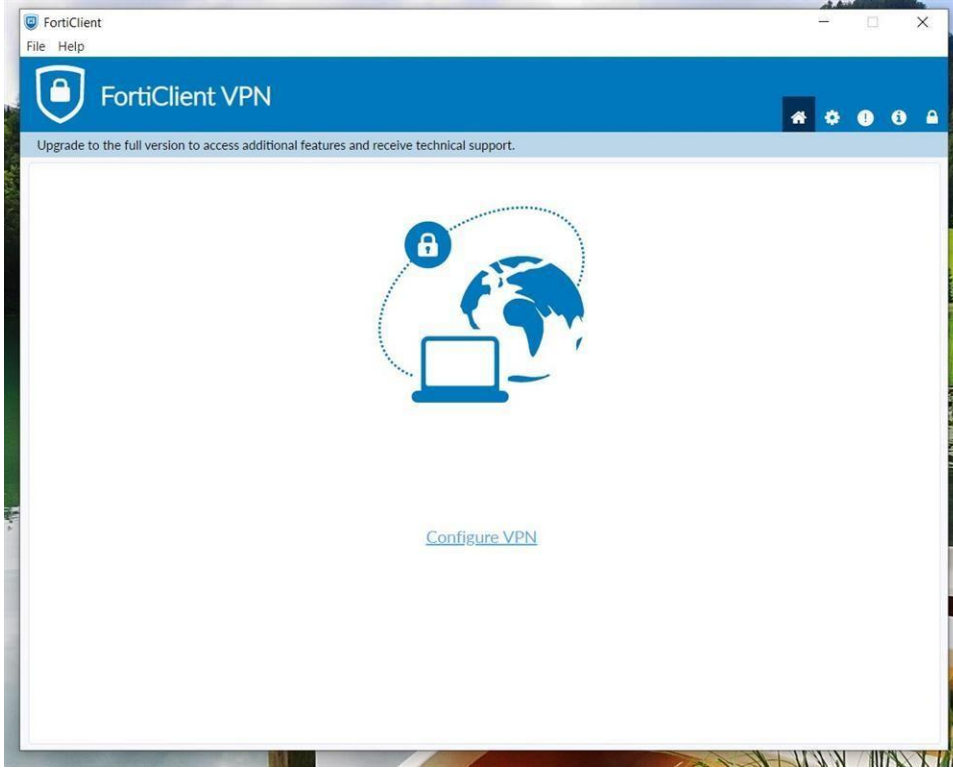 FortiClient
File Help
FortiClient VPN
Upgrade to the full version to access additional features and receive technical support.
Configure VPN